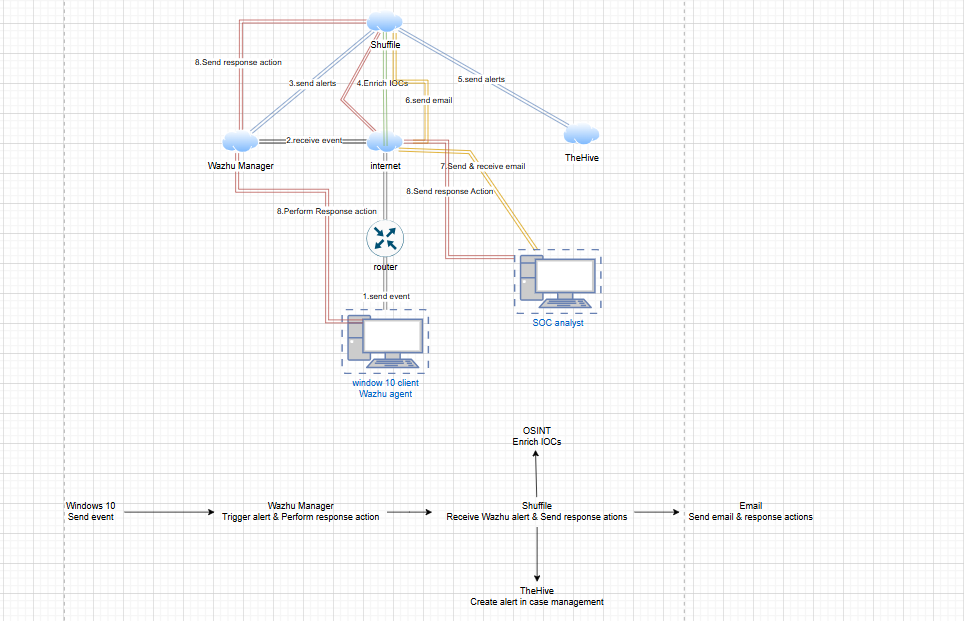 Shuffile
8.Send response action
3.send alerts
4.Enrich IOCs
5.send alerts
6.send email
2.receive event
Wazhu Manager
internet
TheHive
7.Send & receive email
8.Send response Action
8.Perform Response action
router
1.send event
SOC analyst
window 10 client
Wazhu agent
OSINT
Enrich IOCs
Windows 10
Send event
Wazhu Manager
Trigger alert & Perform response action
Shuffile
Receive Wazhu alert & Send response ations
Email
Send email & response actions
TheHive
Create alert in case management